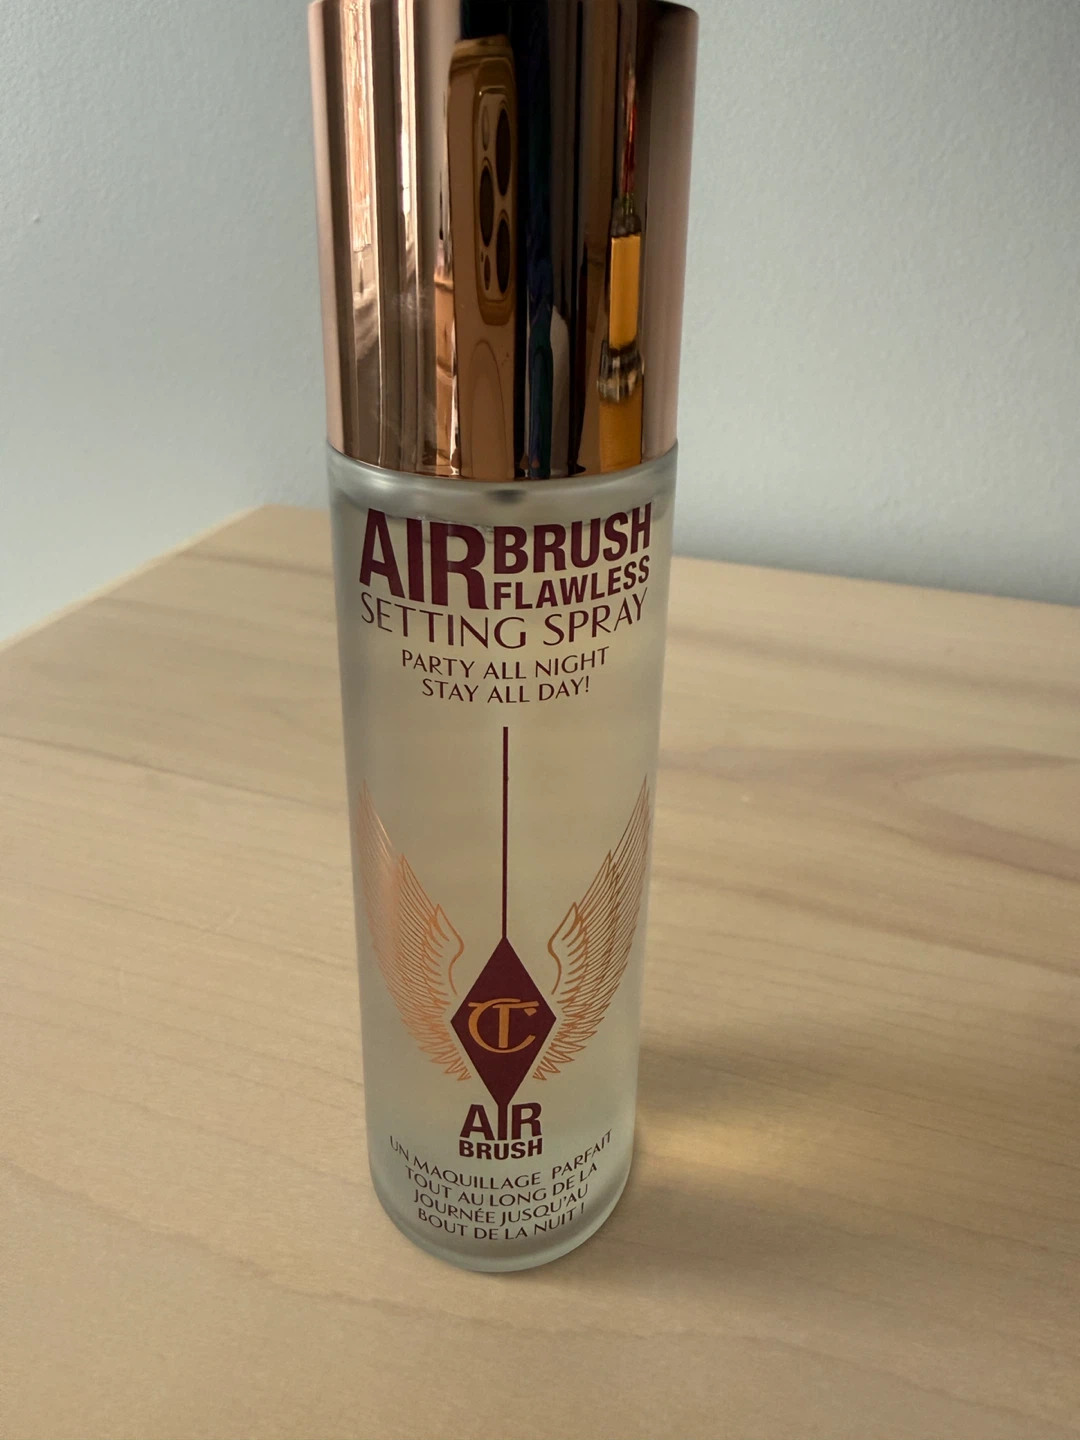 AIRBRUSH
FLAWLESS
SETTING SPRAY
PARTY ALL NIGHT
STAY ALL DAY!
CT
AIR
BRUSH
UN MAQUILLAGE PARFAIT
TOUT AU LONG DE LA
JOURNÉE JUSQU'AU
BOUT DE LA NUIT !